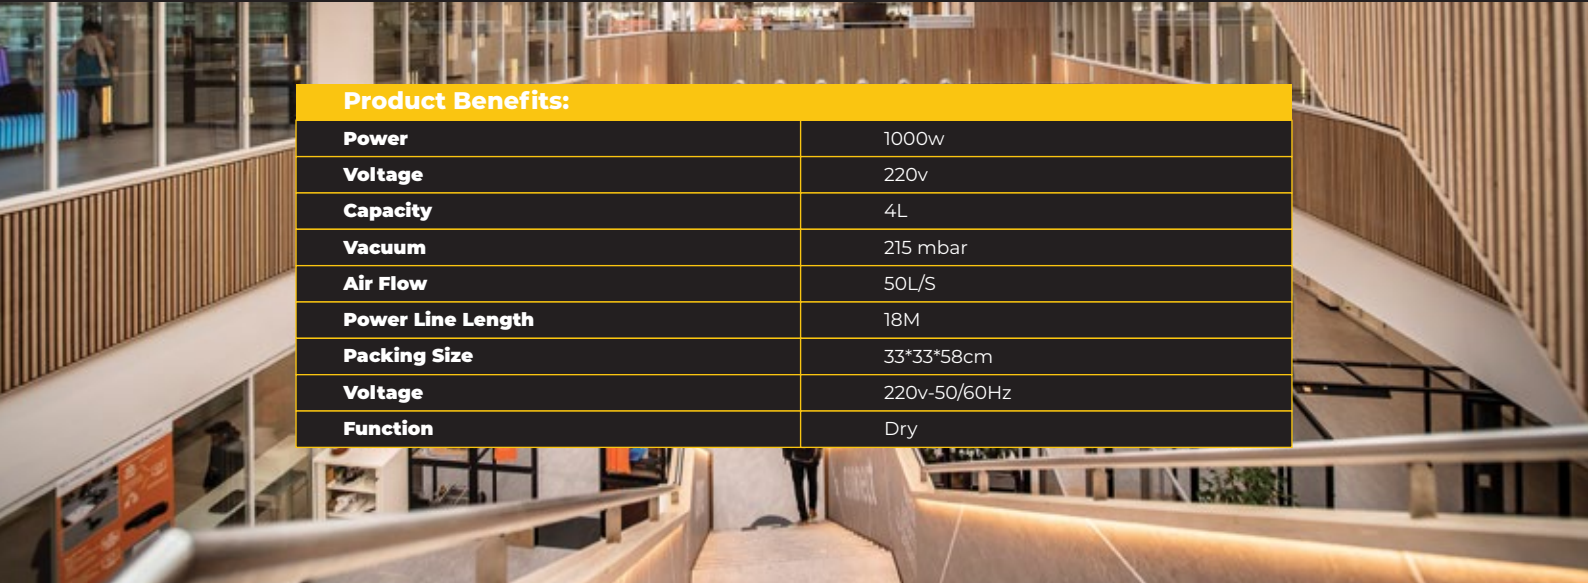 Product Benefits:
Power 1000w
Voltage 220v
Capacity 4L
Vacuum 215 mbar
Air Flow 50L/S
Power Line Length 18M
Packing Size 33*33*58cm
Voltage 220v-50/60Hz
Function Dry